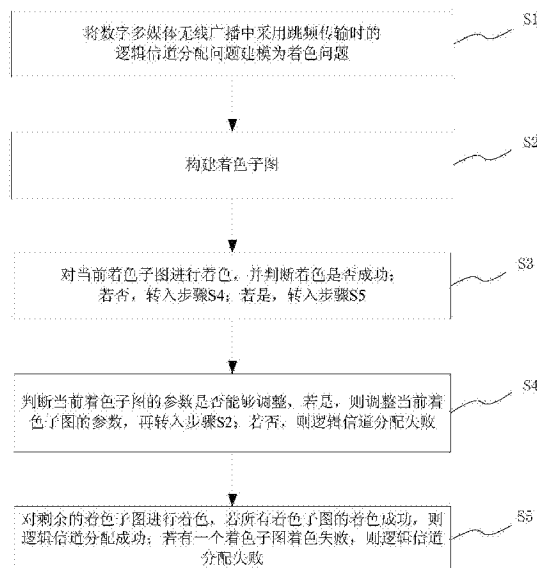 将数字多媒体无线广播中采用跳频传输时的
逻辑信道分配问题建模为着色问题
S1
构建着色子图
S2
对当前着色子图进行着色，并判断着色是否成功；
若否，转入步骤S4；若是，转入步骤S5
S3
判断当前着色子图的参数是否能够调整，若是，则调整当前着
色子图的参数，再转入步骤S2；若否，则逻辑信道分配失败
S4
对剩余的着色子图进行着色，若所有着色子图的着色成功，则
逻辑信道分配成功；若有一个着色子图着色失败，则逻辑信道
分配失败
S5